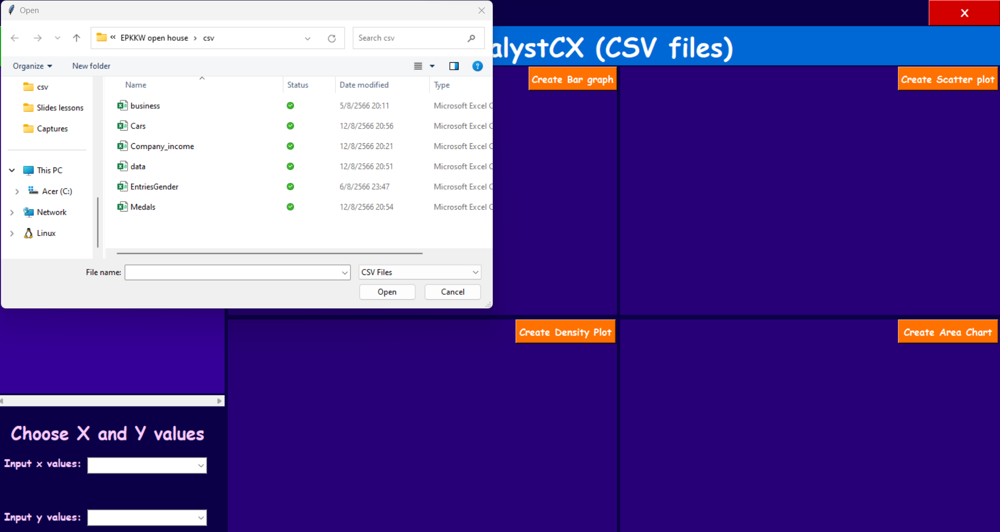 Open
X
EPKKW open house > csv
Search csv
alystCX (CSV files)
Organize
New folder
Name
Status
Date modified
Type
csv
Slides lessons
Captures
This PC
Acer (C:)
Network
Linux
business 5/8/2566 20:11 Microsoft Excel C
Cars 12/8/2566 20:56 Microsoft Excel C
Company_income 12/8/2566 20:21 Microsoft Excel C
data 12/8/2566 20:51 Microsoft Excel C
EntriesGender 6/8/2566 23:47 Microsoft Excel C
Medals 12/8/2566 20:54 Microsoft Excel C
File name:
CSV Files
Open
Cancel
Create Bar graph
Create Scatter plot
Create Density Plot
Create Area Chart
Choose X and Y values
Input x values:
Input y values: